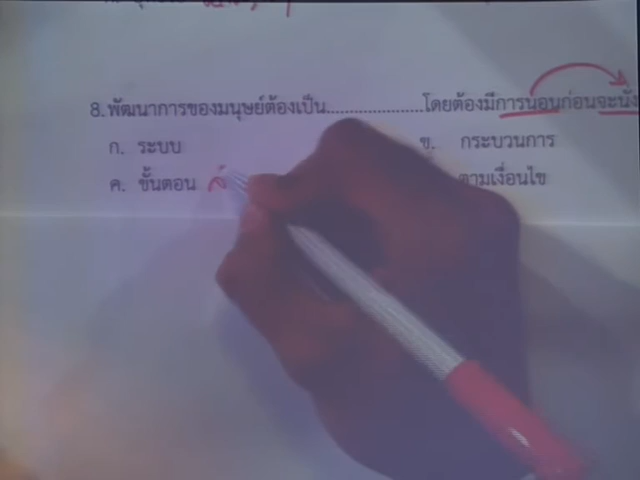 8. พัฒนาการของมนุษย์ต้องเป็น....................โดยต้องมีการนอนก่อนจะนั่ง
ก. ระบบ ข. กระบวนการ
ค. ขั้นตอน ตามเงื่อนไข